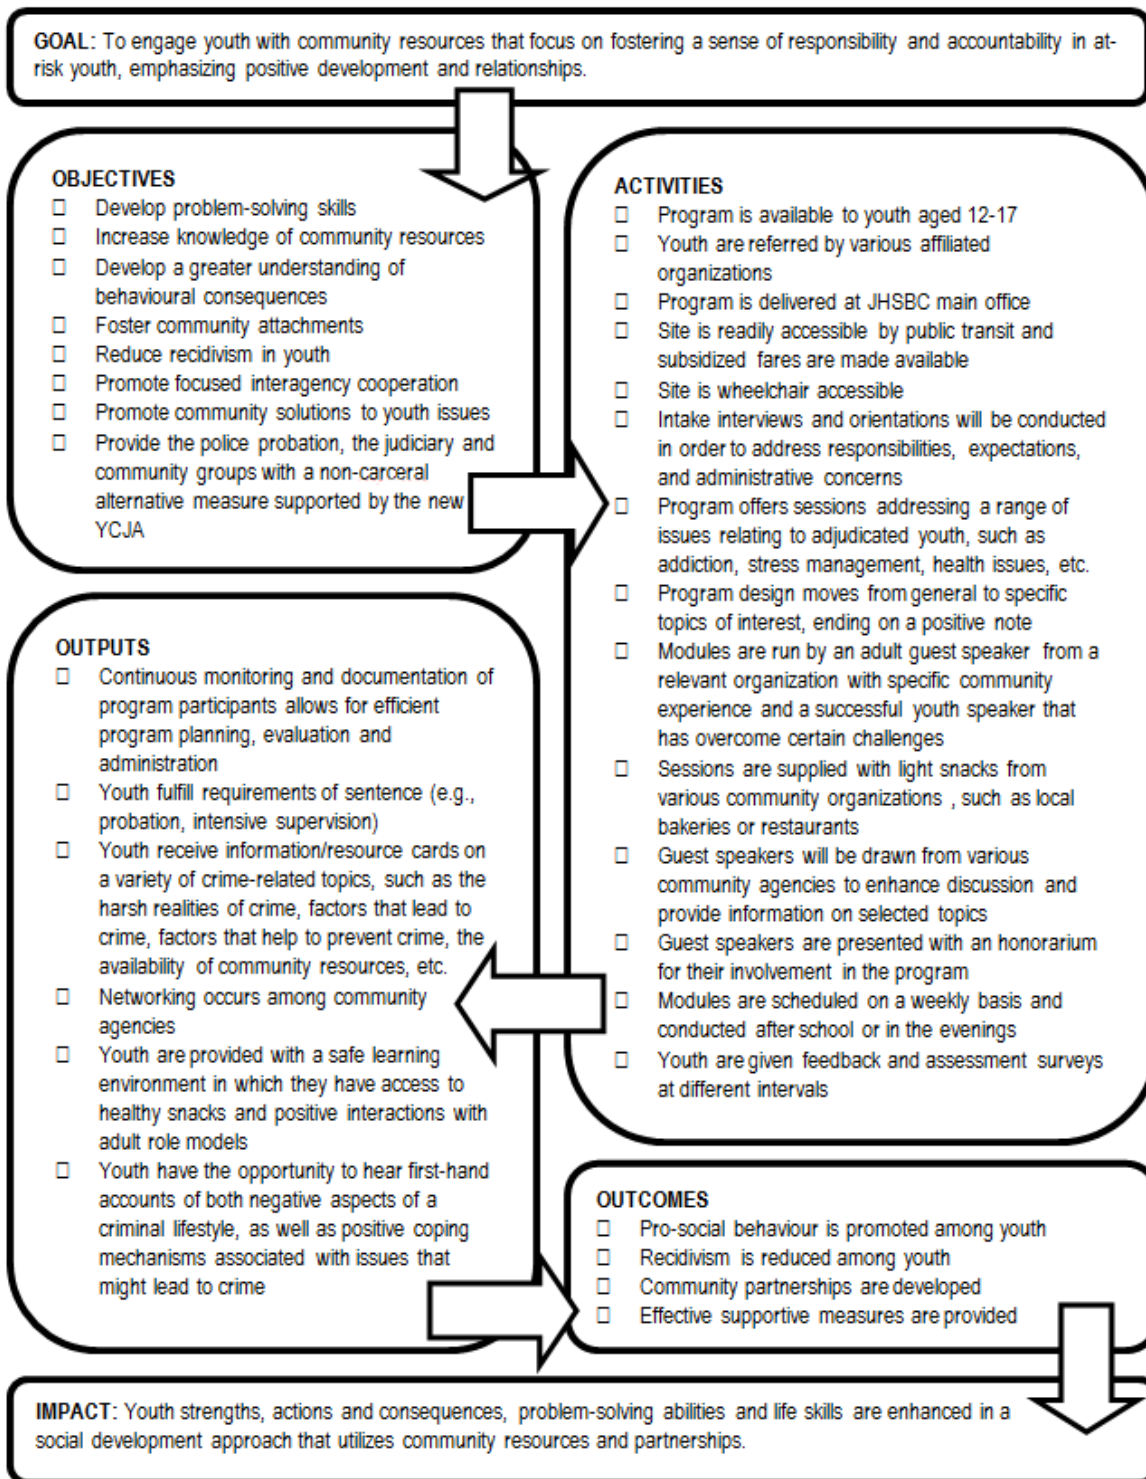 GOAL: To engage youth with community resources that focus on fostering a sense of responsibility and accountability in at-
risk youth, emphasizing positive development and relationships.
OBJECTIVES
☐ Develop problem-solving skills
☐ Increase knowledge of community resources
☐ Develop a greater understanding of
behavioural consequences
☐ Foster community attachments
☐ Reduce recidivism in youth
☐ Promote focused interagency cooperation
☐ Promote community solutions to youth issues
☐ Provide the police probation, the judiciary and
community groups with a non-carceral
alternative measure supported by the new
YCJA
ACTIVITIES
☐ Program is available to youth aged 12-17
☐ Youth are referred by various affiliated
organizations
☐ Program is delivered at JHSBC main office
☐ Site is readily accessible by public transit and
subsidized fares are made available
☐ Site is wheelchair accessible
☐ Intake interviews and orientations will be conducted
in order to address responsibilities, expectations,
and administrative concerns
☐ Program offers sessions addressing a range of
issues relating to adjudicated youth, such as
addiction, stress management, health issues, etc.
☐ Program design moves from general to specific
topics of interest, ending on a positive note
☐ Modules are run by an adult guest speaker from a
relevant organization with specific community
experience and a successful youth speaker that
has overcome certain challenges
☐ Sessions are supplied with light snacks from
various community organizations , such as local
bakeries or restaurants
☐ Guest speakers will be drawn from various
community agencies to enhance discussion and
provide information on selected topics
☐ Guest speakers are presented with an honorarium
for their involvement in the program
☐ Modules are scheduled on a weekly basis and
conducted after school or in the evenings
☐ Youth are given feedback and assessment surveys
at different intervals
OUTPUTS
☐ Continuous monitoring and documentation of
program participants allows for efficient
program planning, evaluation and
administration
☐ Youth fulfill requirements of sentence (e.g.,
probation, intensive supervision)
☐ Youth receive information/resource cards on
a variety of crime-related topics, such as the
harsh realities of crime, factors that lead to
crime, factors that help to prevent crime, the
availability of community resources, etc.
☐ Networking occurs among community
agencies
☐ Youth are provided with a safe learning
environment in which they have access to
healthy snacks and positive interactions with
adult role models
☐ Youth have the opportunity to hear first-hand
accounts of both negative aspects of a
criminal lifestyle, as well as positive coping
mechanisms associated with issues that
might lead to crime
OUTCOMES
☐ Pro-social behaviour is promoted among youth
☐ Recidivism is reduced among youth
☐ Community partnerships are developed
☐ Effective supportive measures are provided
IMPACT: Youth strengths, actions and consequences, problem-solving abilities and life skills are enhanced in a
social development approach that utilizes community resources and partnerships.